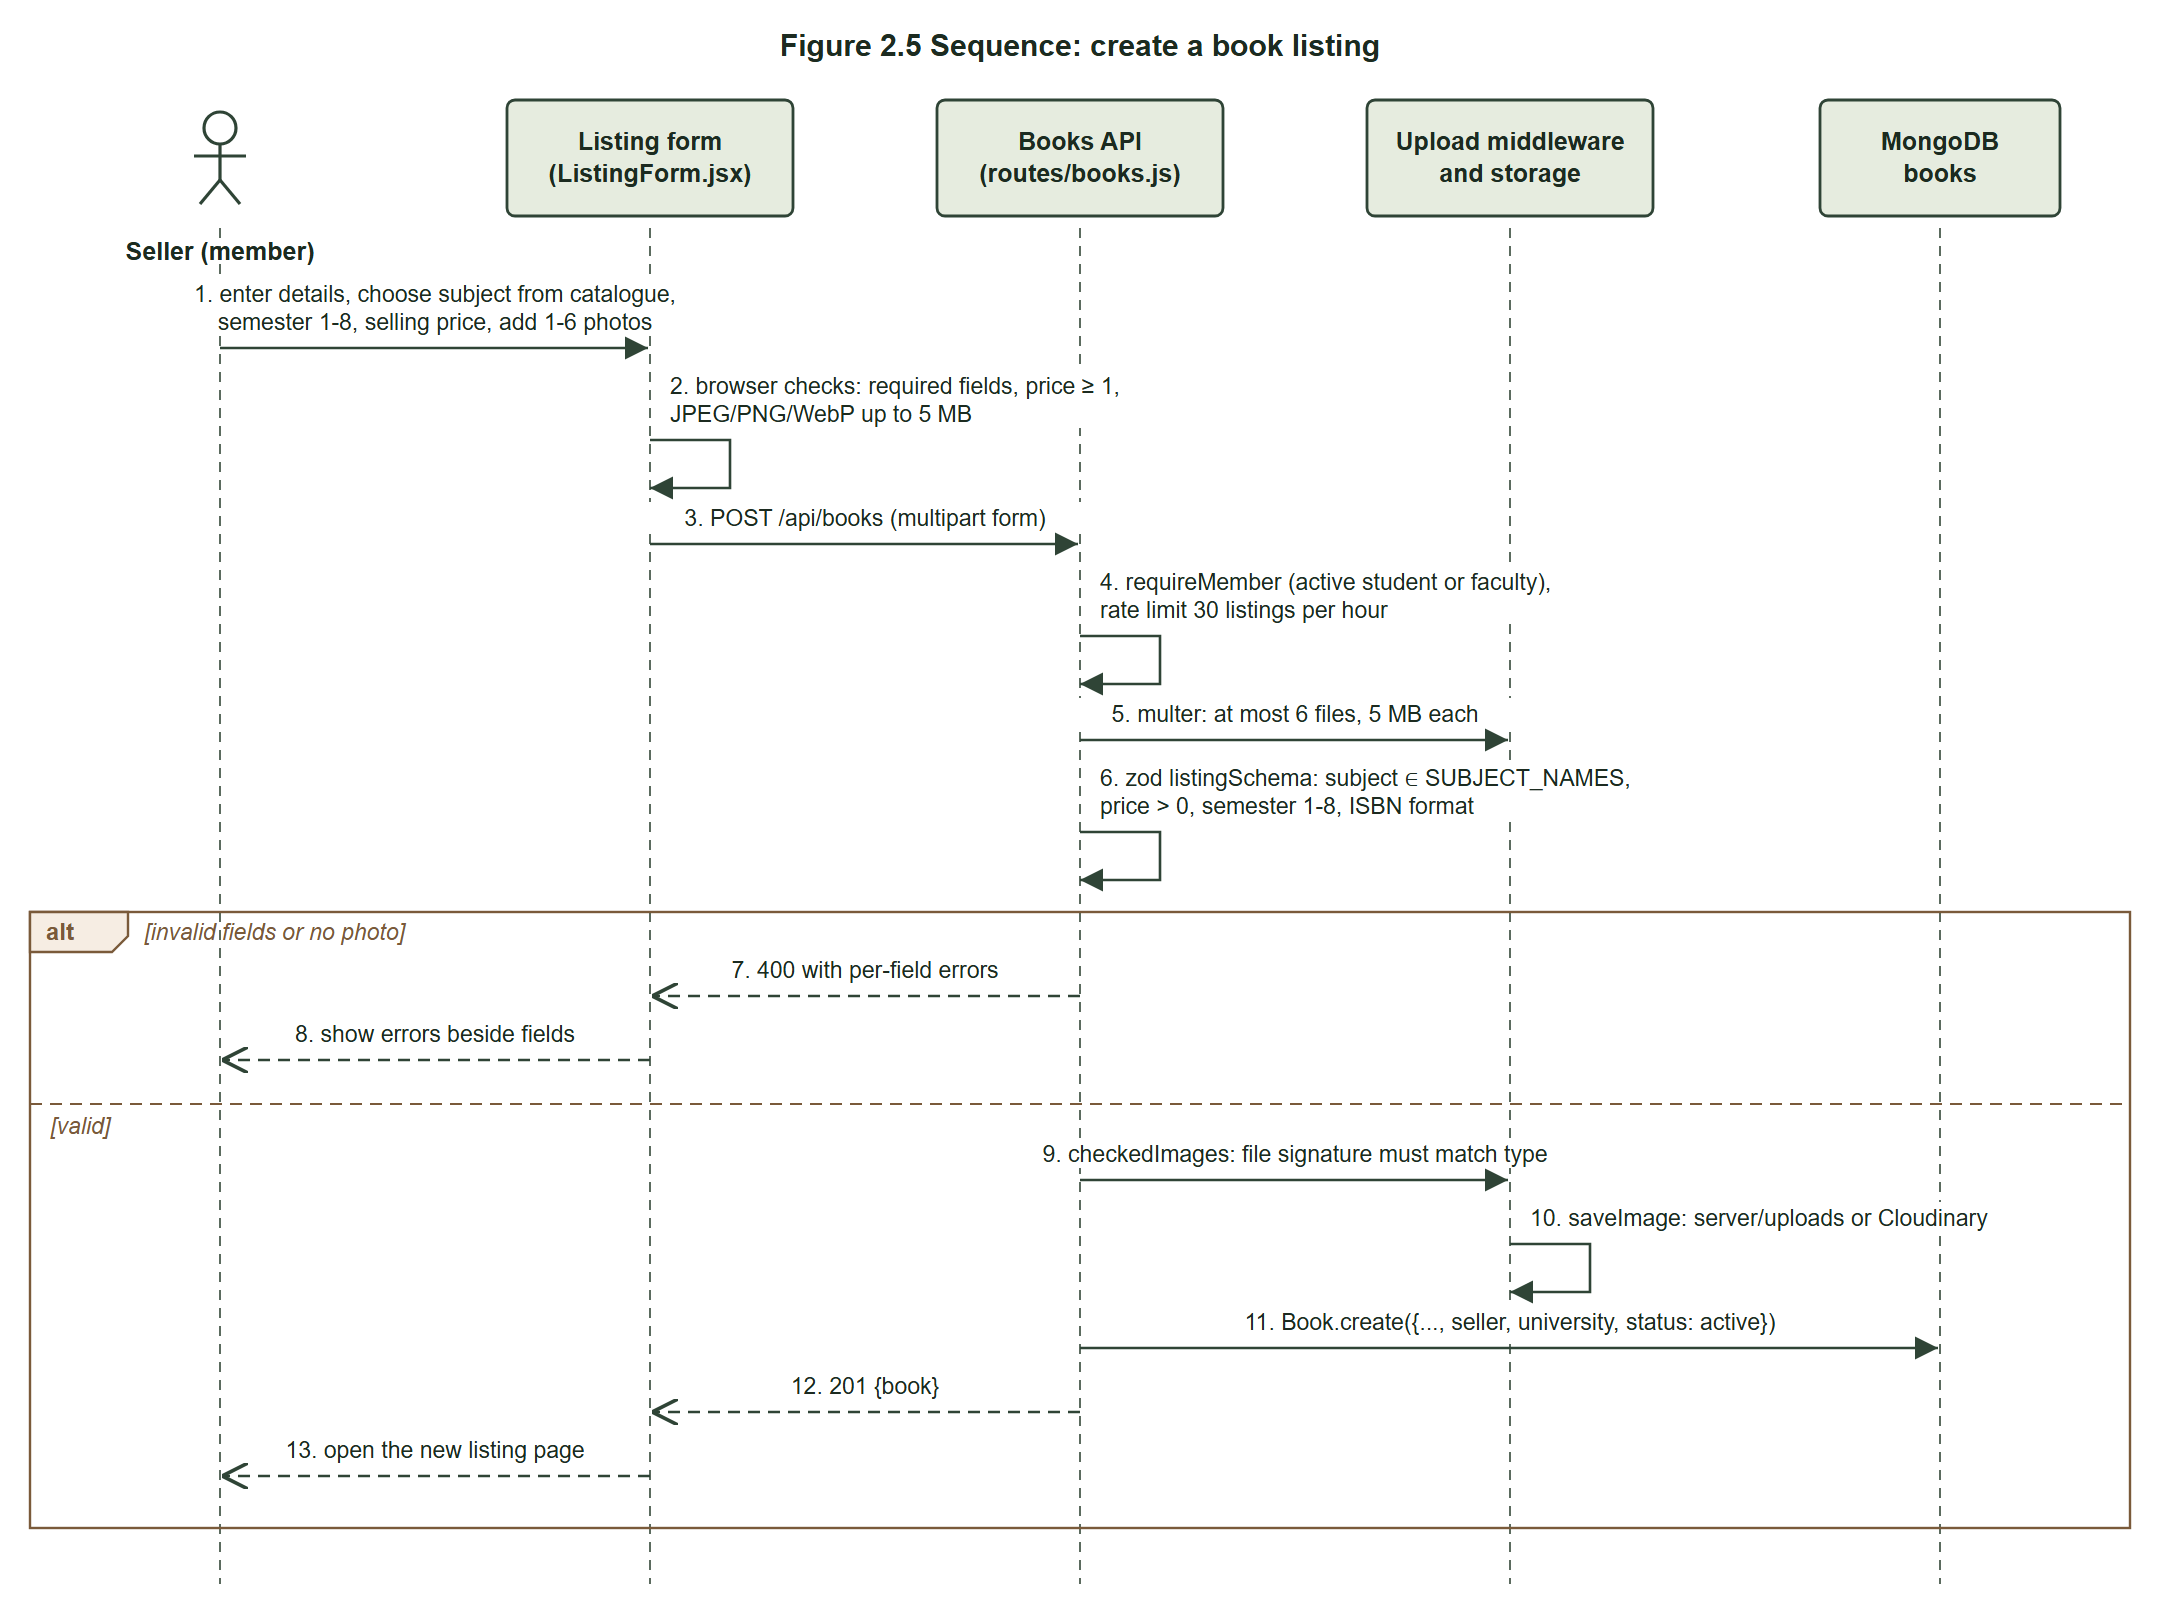 Figure 2.5 Sequence: create a book listing
Listing form
(ListingForm.jsx)
Books API
(routes/books.js)
Upload middleware
and storage
MongoDB
books
Seller (member)
1. enter details, choose subject from catalogue,
semester 1-8, selling price, add 1-6 photos
2. browser checks: required fields, price ≥ 1,
JPEG/PNG/WebP up to 5 MB
3. POST /api/books (multipart form)
4. requireMember (active student or faculty),
rate limit 30 listings per hour
5. multer: at most 6 files, 5 MB each
6. zod listingSchema: subject ∈ SUBJECT_NAMES,
price > 0, semester 1-8, ISBN format
alt [invalid fields or no photo]
7. 400 with per-field errors
8. show errors beside fields
[valid]
9. checkedImages: file signature must match type
10. saveImage: server/uploads or Cloudinary
11. Book.create({..., seller, university, status: active})
12. 201 {book}
13. open the new listing page